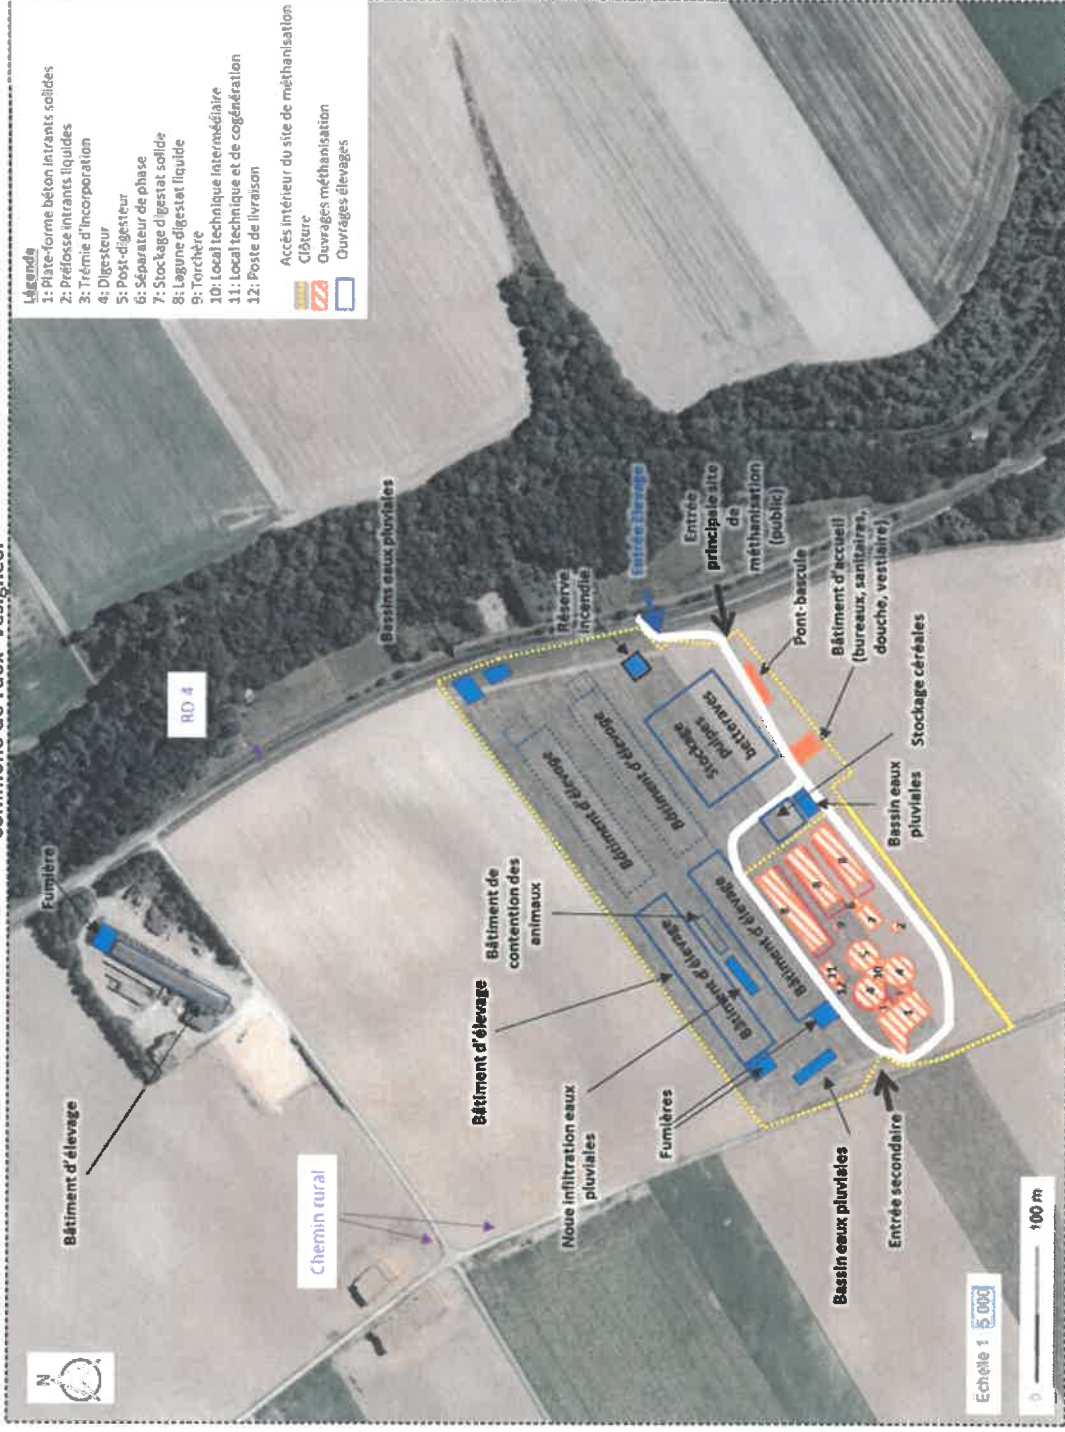 Légende
1: Plate-forme béton intrants solides
2: Préfosse intrants liquides
3: Trémie d'incorporation
4: Digesteur
5: Post-digesteur
6: Séparateur de phase
7: Stockage digestat solide
8: Lagune digestat liquide
9: Torchère
10: Local technique intermédiaire
11: Local technique et de cogénération
12: Poste de livraison
Accès intérieur du site de méthanisation
Clôture
Ouvrages méthanisation
Ouvrages élevages
N
Fumière
RD 4
Bâtiment d'élevage
Chemin rural
Bassins eaux pluviales
Réserve
incendie
Entrée Elevage
Entrée
principale site
de
méthanisation
(public)
Pont-bascule
Bâtiment d'accueil
(bureaux, sanitaires,
douche, vestiaire)
Stockage céréales
Bassin eaux
pluviales
Bâtiment d'élevage
Bâtiment d'élevage
Stockage
pulpes
betteraves
Bâtiment de
contention des
animaux
Bâtiment d'élevage
Bâtiment d'élevage
Bâtiment d'élevage
Noue infiltration eaux
pluviales
Fumières
Bassin eaux pluviales
Entrée secondaire
Echelle 1 5 000
0 100 m